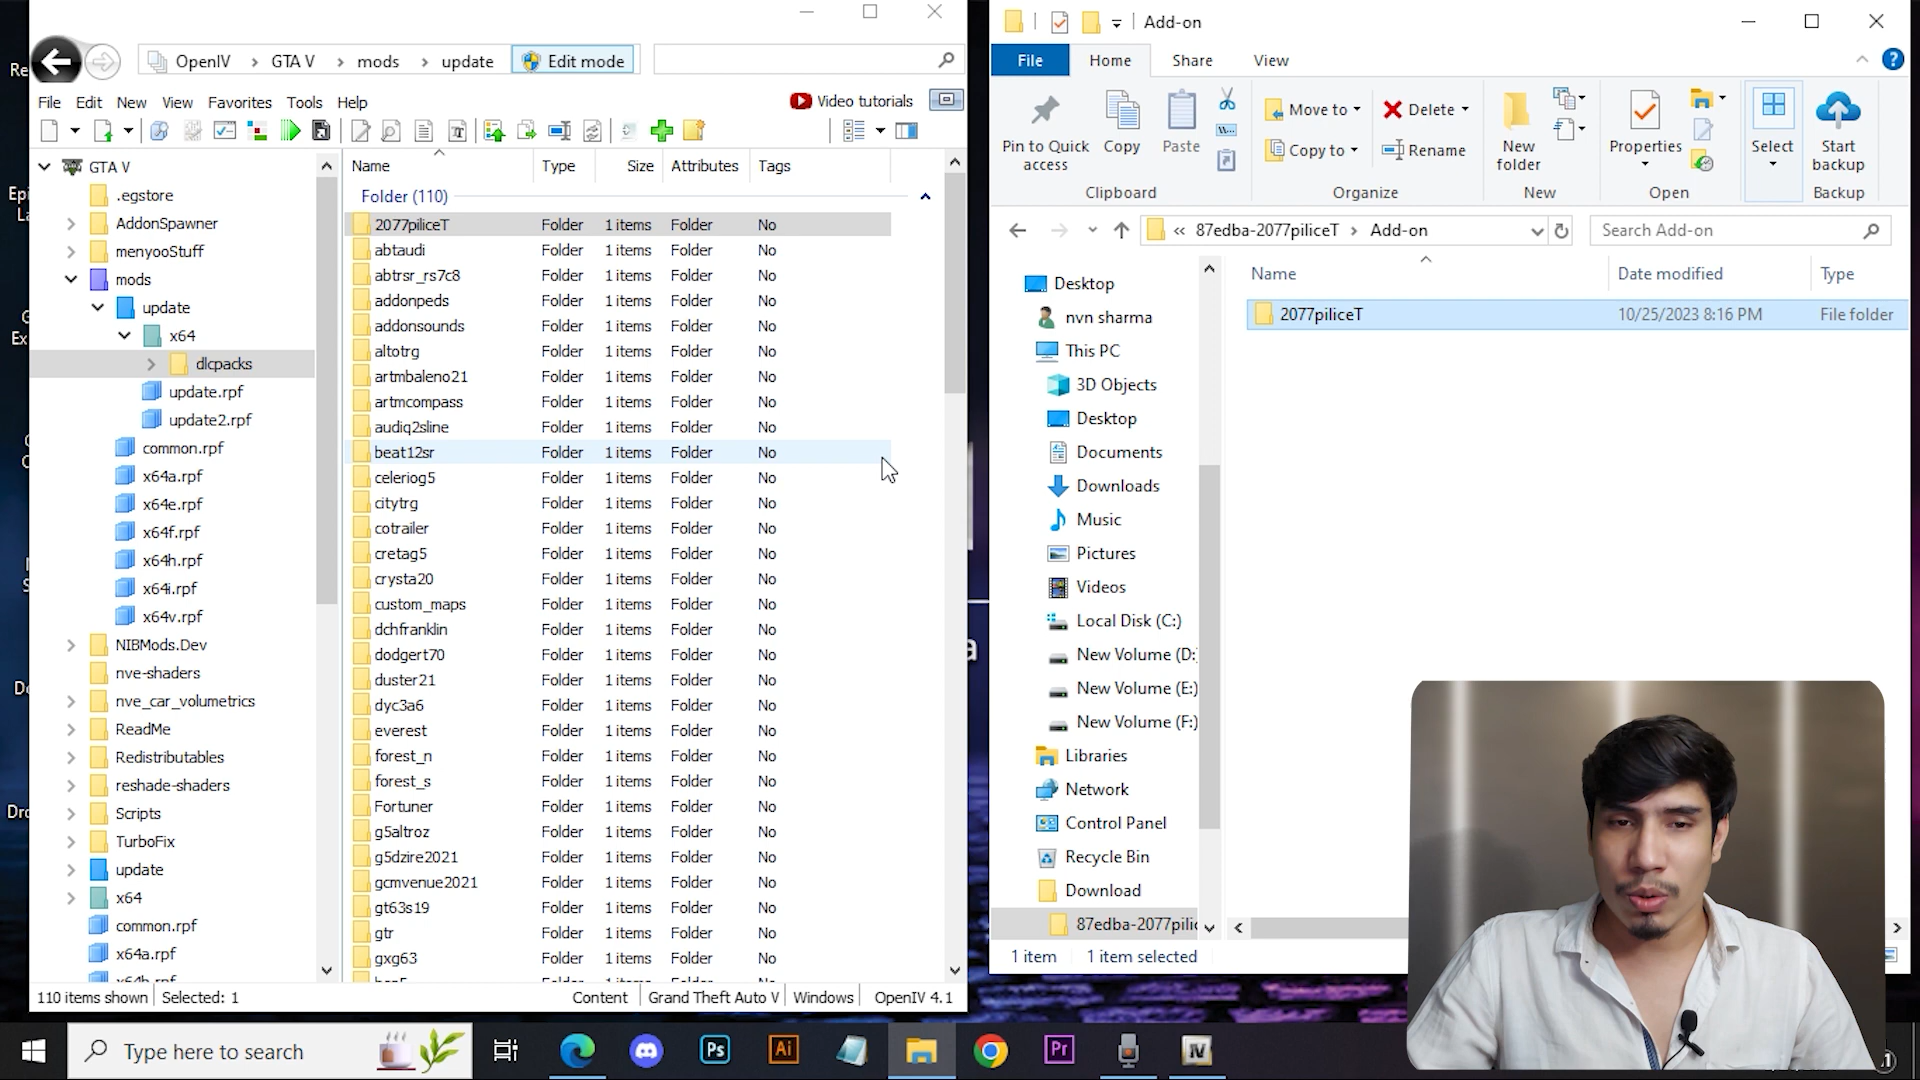 OpenIV
GTA V
mods
update
Edit mode
File
Edit
New
View
Favorites
Tools
Help
Video tutorials
GTA V
.egstore
AddonSpawner
menyooStuff
mods
update
x64
dlcpacks
update.rpf
update2.rpf
common.rpf
x64a.rpf
x64e.rpf
x64f.rpf
x64h.rpf
x64i.rpf
x64v.rpf
NIBMods.Dev
nve-shaders
nve_car_volumetrics
ReadMe
Redistributables
reshade-shaders
Scripts
TurboFix
update
x64
common.rpf
x64a.rpf
x64b.rpf
Name Type Size Attributes Tags
Folder (110)
2077piliceT Folder 1 items Folder No
abtaudi Folder 1 items Folder No
abtrsr_rs7c8 Folder 1 items Folder No
addonpeds Folder 1 items Folder No
addonsounds Folder 1 items Folder No
altotrg Folder 1 items Folder No
artmbaleno21 Folder 1 items Folder No
artmcompass Folder 1 items Folder No
audiq2sline Folder 1 items Folder No
beat12sr Folder 1 items Folder No
celeriog5 Folder 1 items Folder No
citytrg Folder 1 items Folder No
cotrailer Folder 1 items Folder No
cretag5 Folder 1 items Folder No
crysta20 Folder 1 items Folder No
custom_maps Folder 1 items Folder No
dchfranklin Folder 1 items Folder No
dodgert70 Folder 1 items Folder No
duster21 Folder 1 items Folder No
dyc3a6 Folder 1 items Folder No
everest Folder 1 items Folder No
forest_n Folder 1 items Folder No
forest_s Folder 1 items Folder No
Fortuner Folder 1 items Folder No
g5altroz Folder 1 items Folder No
g5dzire2021 Folder 1 items Folder No
gcmvenue2021 Folder 1 items Folder No
gt63s19 Folder 1 items Folder No
gtr Folder 1 items Folder No
gxg63 Folder 1 items Folder No
110 items shown Selected: 1 Content Grand Theft Auto V Windows OpenIV 4.1
Add-on
File Home Share View
Pin to Quick access
Copy
Paste
Clipboard
Move to
Copy to
Delete
Rename
Organize
New folder
New
Properties
Open
Select
Start backup
Backup
« 87edba-2077piliceT > Add-on
Search Add-on
Desktop
nvn sharma
This PC
3D Objects
Desktop
Documents
Downloads
Music
Pictures
Videos
Local Disk (C:)
New Volume (D:
New Volume (E:)
New Volume (F:)
Libraries
Network
Control Panel
Recycle Bin
Download
87edba-2077pilic
Name Date modified Type
2077piliceT 10/25/2023 8:16 PM File folder
1 item 1 item selected
Type here to search
Ps
Ai
Pr
IV